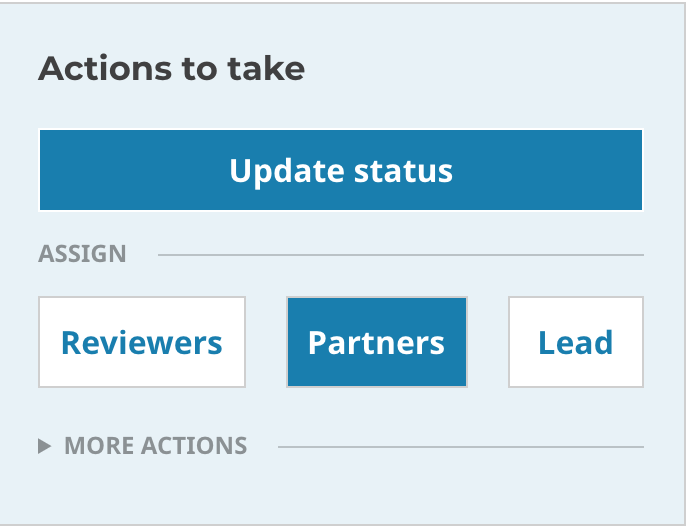 Actions to take
Update status
ASSIGN
Reviewers
Partners
Lead
MORE ACTIONS